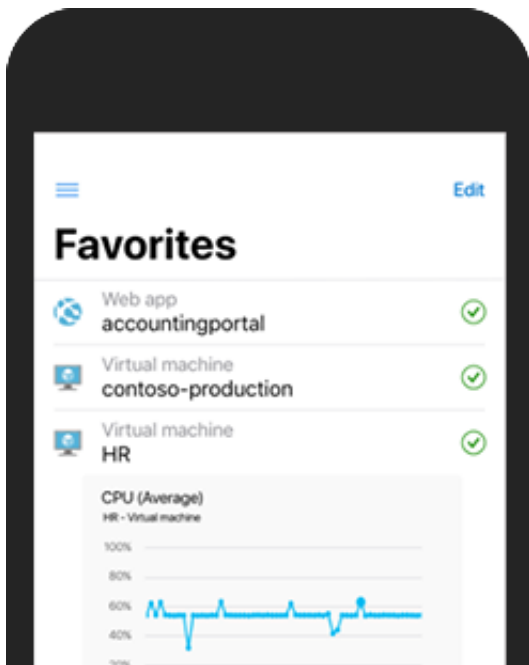 Edit
Favorites
Web app
accountingportal
Virtual machine
contoso-production
Virtual machine
HR
CPU (Average)
HR - Virtual machine
100%
80%
60%
40%
20%